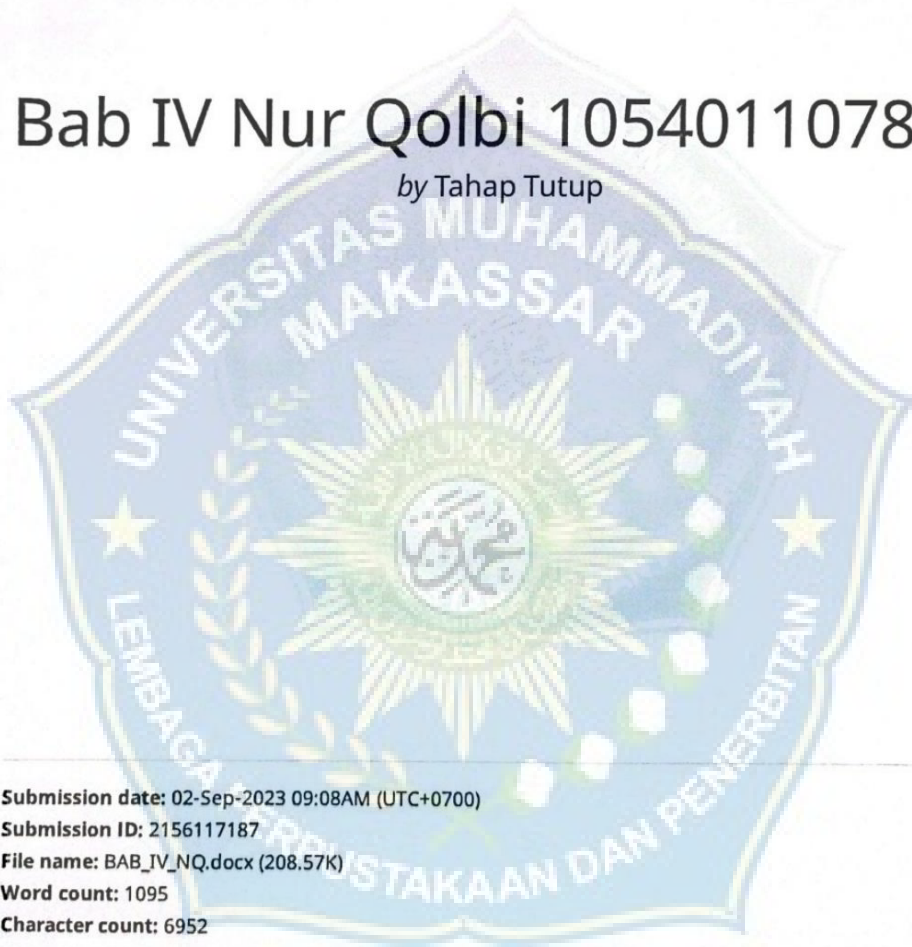 Bab IV Nur Qolbi 1054011078
by Tahap Tutup
UNIVERSITAS MUHAMMADIYAH
MAKASSAR
محمد
LEMBAGA PERPUSTAKAAN DAN PENERBITAN
Submission date: 02-Sep-2023 09:08AM (UTC+0700)
Submission ID: 2156117187
File name: BAB_IV_NQ.docx (208.57K)
Word count: 1095
Character count: 6952